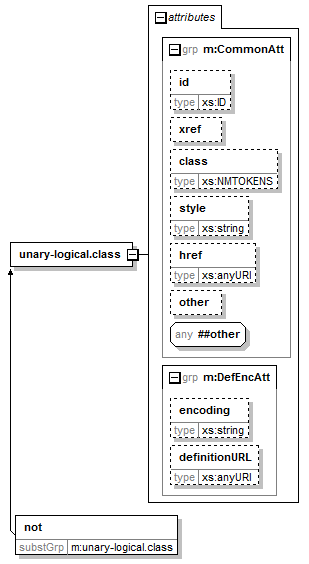 attributes
grp m:CommonAtt
id
type xs:ID
xref
class
type xs:NMTOKENS
style
type xs:string
unary-logical.class
href
type xs:anyURI
other
any ##other
grp m:DefEncAtt
encoding
type xs:string
definitionURL
type xs:anyURI
not
substGrp m:unary-logical.class